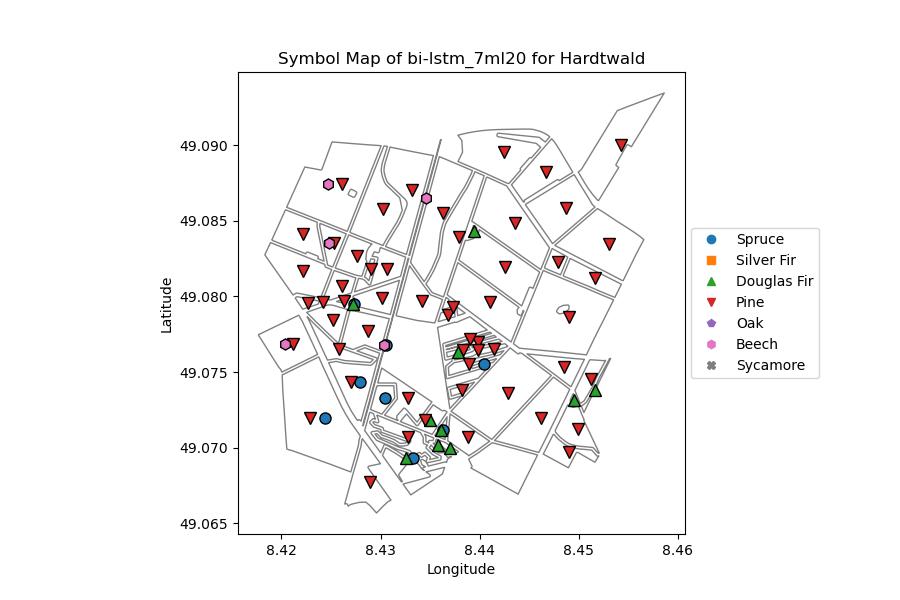 Symbol Map of bi-lstm_7ml20 for Hardtwald
49.090
49.085
49.080
49.075
49.070
49.065
Latitude
8.42
8.43
8.44
8.45
8.46
Longitude
Spruce
Silver Fir
Douglas Fir
Pine
Oak
Beech
Sycamore